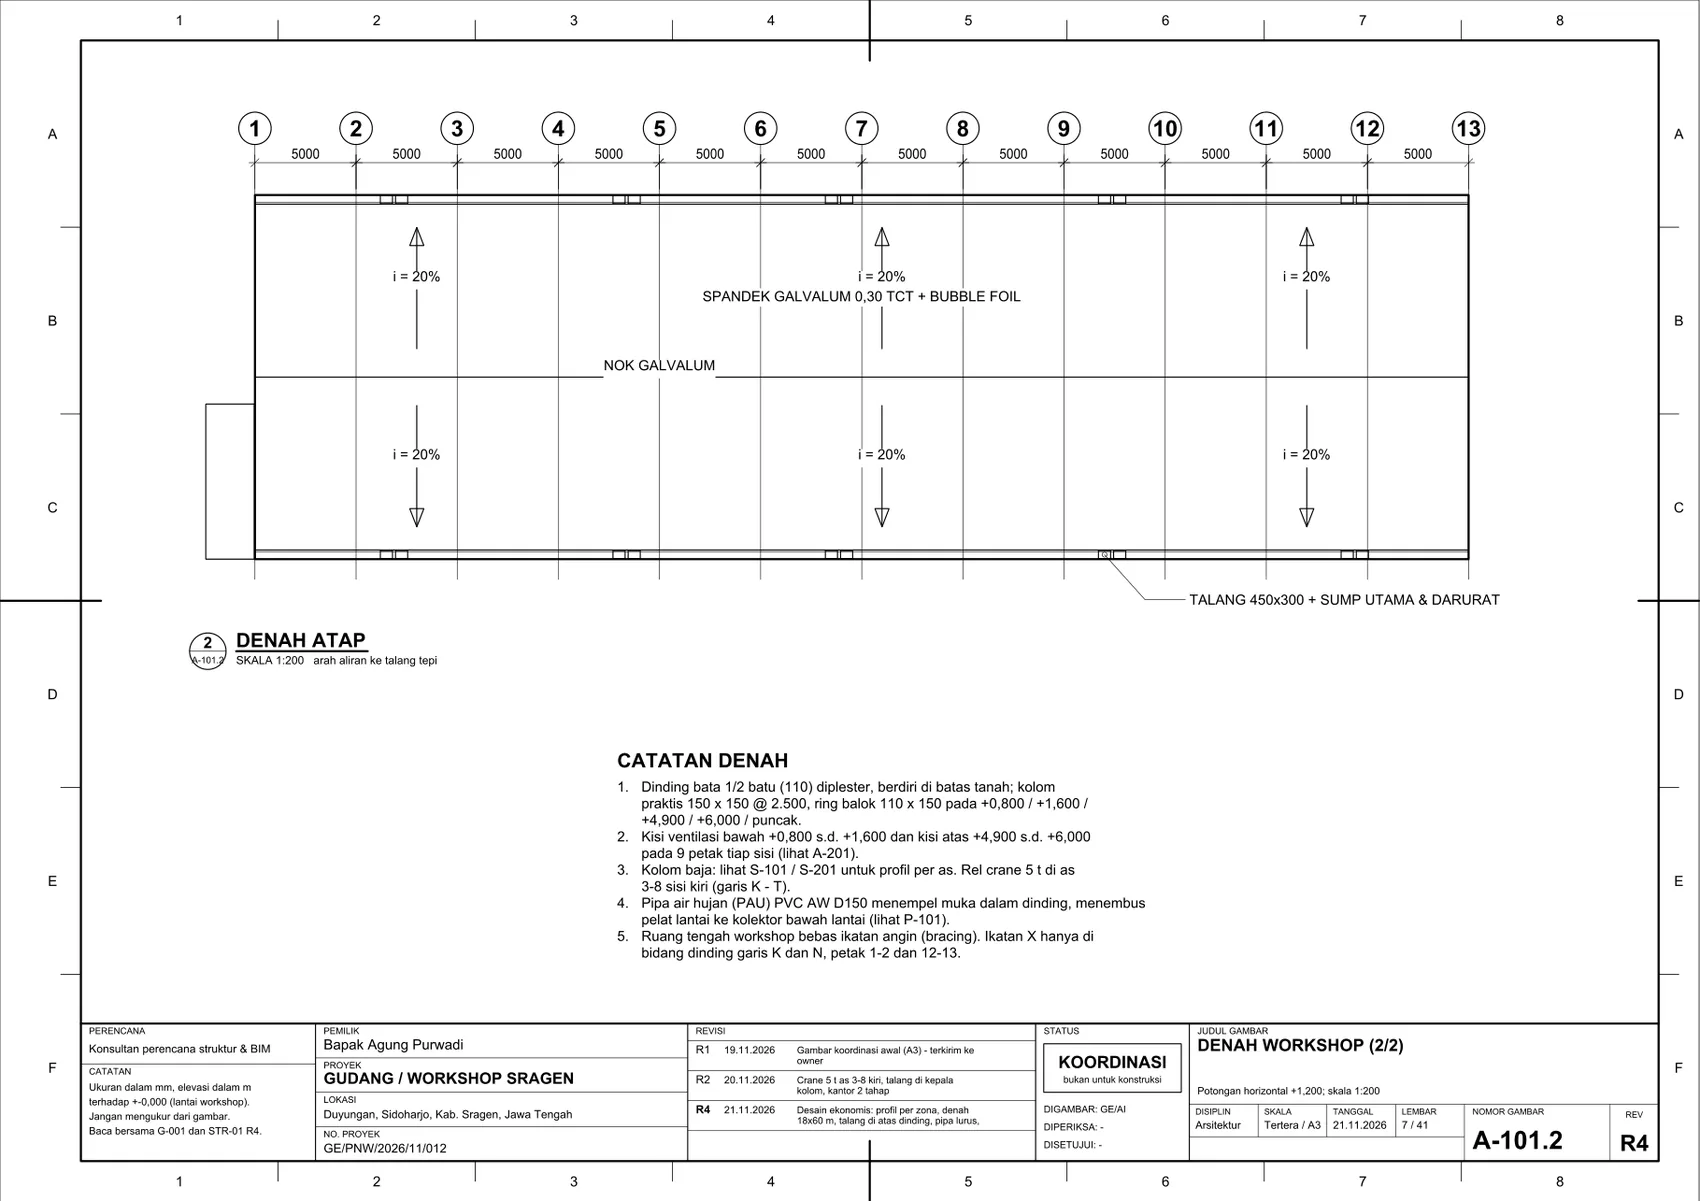 1 2 3 4 5 6 7 8
A A
1 2 3 4 5 6 7 8 9 10 11 12 13
5000 5000 5000 5000 5000 5000 5000 5000 5000 5000 5000 5000
i = 20% i = 20% i = 20%
SPANDEK GALVALUM 0,30 TCT + BUBBLE FOIL
B B
NOK GALVALUM
i = 20% i = 20% i = 20%
C C
TALANG 450x300 + SUMP UTAMA & DARURAT
2
A-101.2
DENAH ATAP
SKALA 1:200 arah aliran ke talang tepi
D D
CATATAN DENAH
1. Dinding bata 1/2 batu (110) diplester, berdiri di batas tanah; kolom
praktis 150 x 150 @ 2.500, ring balok 110 x 150 pada +0,800 / +1,600 /
+4,900 / +6,000 / puncak.
2. Kisi ventilasi bawah +0,800 s.d. +1,600 dan kisi atas +4,900 s.d. +6,000
pada 9 petak tiap sisi (lihat A-201).
3. Kolom baja: lihat S-101 / S-201 untuk profil per as. Rel crane 5 t di as
3-8 sisi kiri (garis K - T).
4. Pipa air hujan (PAU) PVC AW D150 menempel muka dalam dinding, menembus
pelat lantai ke kolektor bawah lantai (lihat P-101).
5. Ruang tengah workshop bebas ikatan angin (bracing). Ikatan X hanya di
bidang dinding garis K dan N, petak 1-2 dan 12-13.
E E
F F
PERENCANA
Konsultan perencana struktur & BIM
CATATAN
Ukuran dalam mm, elevasi dalam m
terhadap +-0,000 (lantai workshop).
Jangan mengukur dari gambar.
Baca bersama G-001 dan STR-01 R4.
PEMILIK
Bapak Agung Purwadi
PROYEK
GUDANG / WORKSHOP SRAGEN
LOKASI
Duyungan, Sidoharjo, Kab. Sragen, Jawa Tengah
NO. PROYEK
GE/PNW/2026/11/012
REVISI
R1 19.11.2026 Gambar koordinasi awal (A3) - terkirim ke
owner
R2 20.11.2026 Crane 5 t as 3-8 kiri, talang di kepala
kolom, kantor 2 tahap
R4 21.11.2026 Desain ekonomis: profil per zona, denah
18x60 m, talang di atas dinding, pipa lurus,
STATUS
KOORDINASI
bukan untuk konstruksi
DIGAMBAR: GE/AI
DIPERIKSA: -
DISETUJUI: -
JUDUL GAMBAR
DENAH WORKSHOP (2/2)
Potongan horizontal +1,200; skala 1:200
DISIPLIN
Arsitektur
SKALA
Tertera / A3
TANGGAL
21.11.2026
LEMBAR
7 / 41
NOMOR GAMBAR
A-101.2
REV
R4
1 2 3 4 5 6 7 8